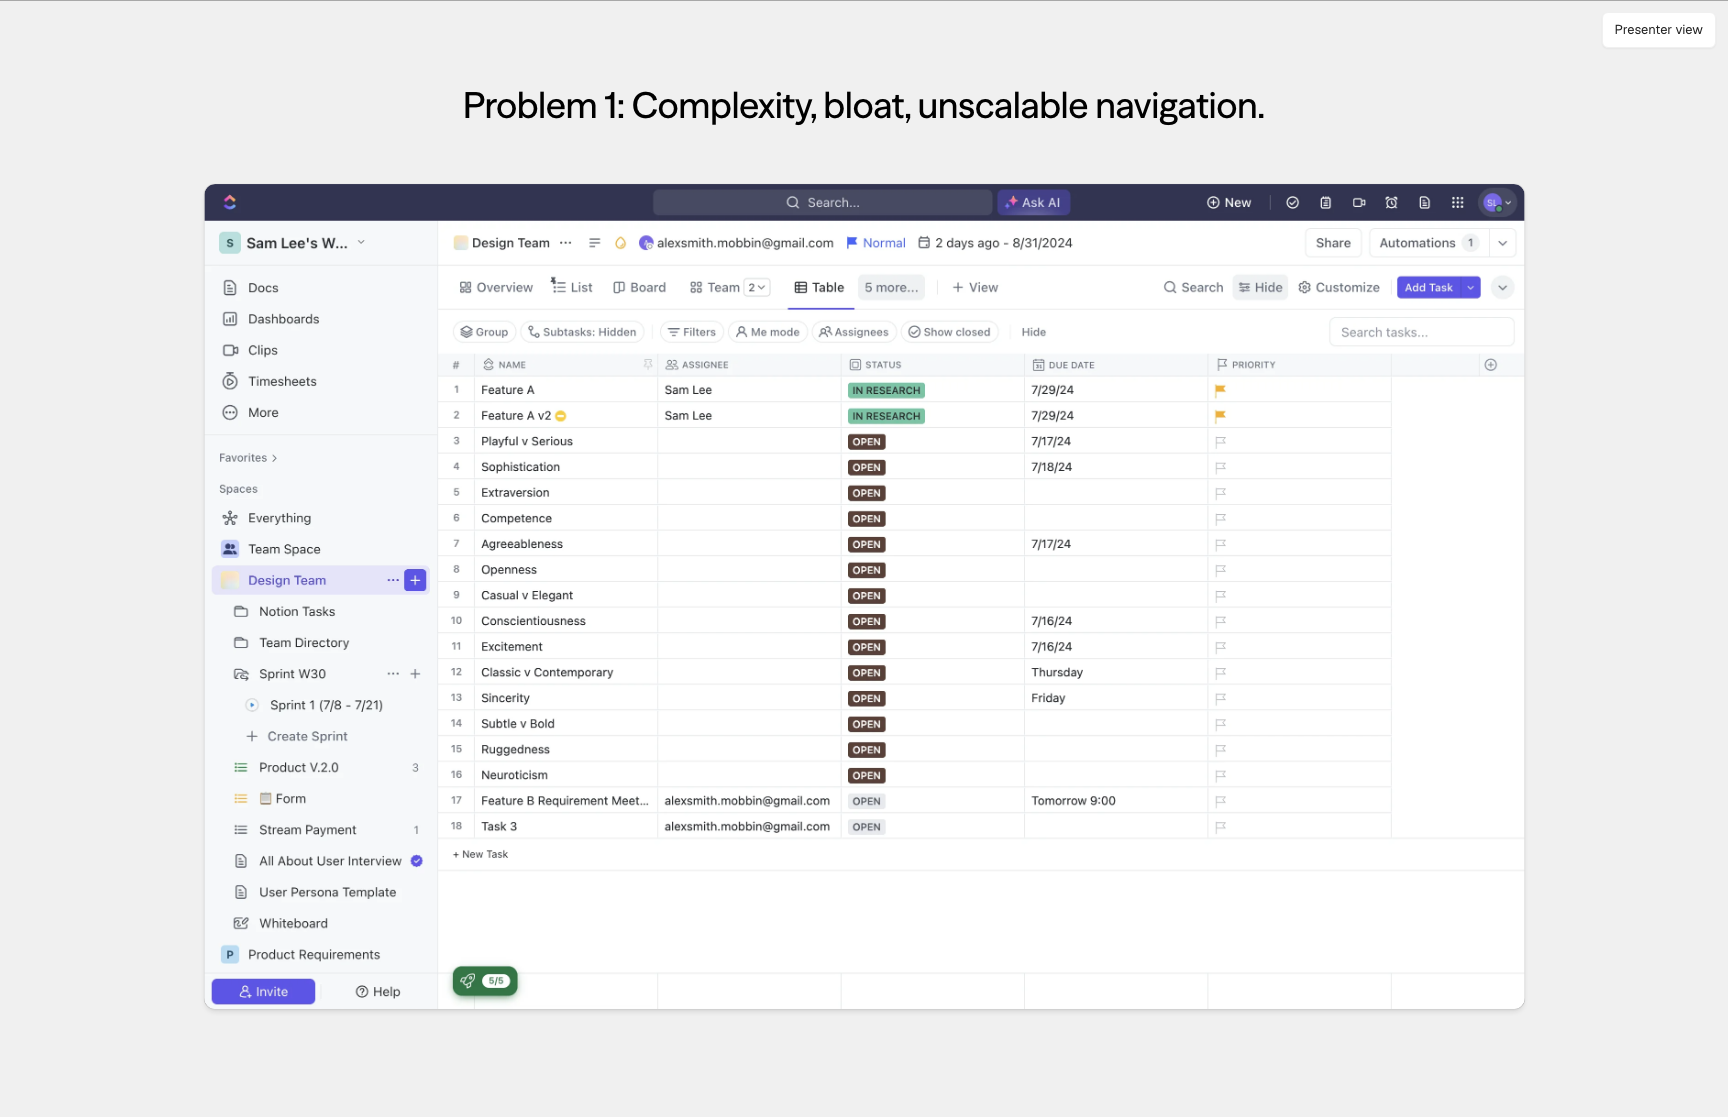 Presenter view
Problem 1: Complexity, bloat, unscalable navigation.
Search...
Ask AI
New
SL
S Sam Lee's W...
Design Team ... alexsmith.mobbin@gmail.com Normal 2 days ago - 8/31/2024
Share
Automations 1
Docs
Dashboards
Clips
Timesheets
More
Favorites >
Spaces
Everything
Team Space
Design Team ... +
Notion Tasks
Team Directory
Sprint W30 ... +
Sprint 1 (7/8 - 7/21)
+ Create Sprint
Product V.2.0 3
Form
Stream Payment 1
All About User Interview
User Persona Template
Whiteboard
P Product Requirements
Invite
Help
Overview List Board Team 2 Table 5 more... + View
Search Hide Customize Add Task
Group Subtasks: Hidden Filters Me mode Assignees Show closed Hide
Search tasks...
# NAME ASSIGNEE STATUS DUE DATE PRIORITY
1 Feature A Sam Lee IN RESEARCH 7/29/24
2 Feature A v2 Sam Lee IN RESEARCH 7/29/24
3 Playful v Serious OPEN 7/17/24
4 Sophistication OPEN 7/18/24
5 Extraversion OPEN
6 Competence OPEN
7 Agreeableness OPEN 7/17/24
8 Openness OPEN
9 Casual v Elegant OPEN
10 Conscientiousness OPEN 7/16/24
11 Excitement OPEN 7/16/24
12 Classic v Contemporary OPEN Thursday
13 Sincerity OPEN Friday
14 Subtle v Bold OPEN
15 Ruggedness OPEN
16 Neuroticism OPEN
17 Feature B Requirement Meet... alexsmith.mobbin@gmail.com OPEN Tomorrow 9:00
18 Task 3 alexsmith.mobbin@gmail.com OPEN
+ New Task
5/5